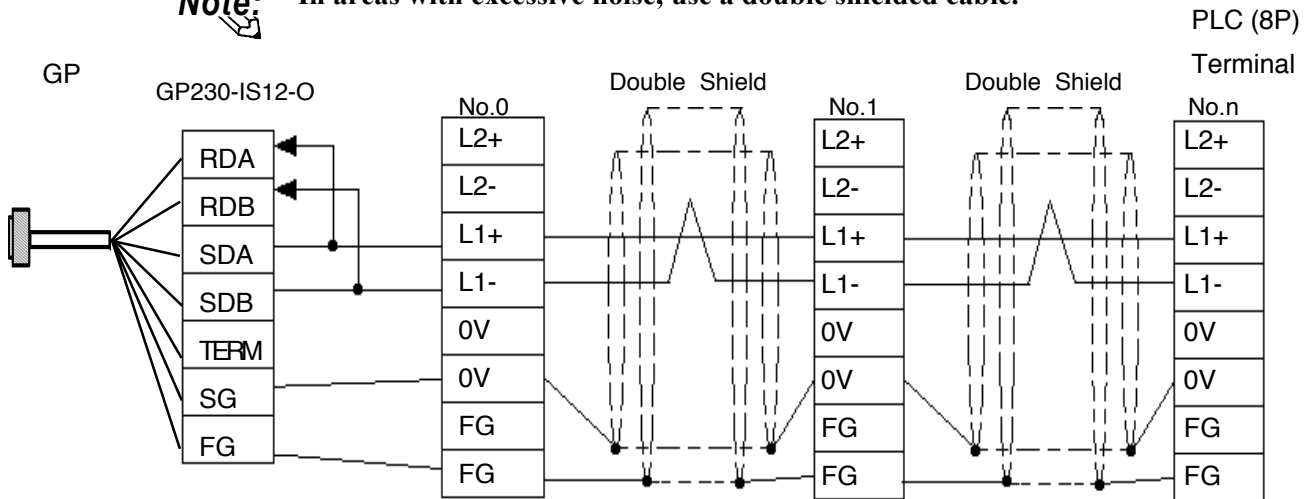 Note: In areas with excessive noise, use a double shielded cable.
PLC (8P)
Terminal
GP
GP230-IS12-O
RDA
RDB
SDA
SDB
TERM
SG
FG
No.0
L2+
L2-
L1+
L1-
0V
0V
FG
FG
Double Shield
No.1
L2+
L2-
L1+
L1-
0V
0V
FG
FG
Double Shield
No.n
L2+
L2-
L1+
L1-
0V
0V
FG
FG